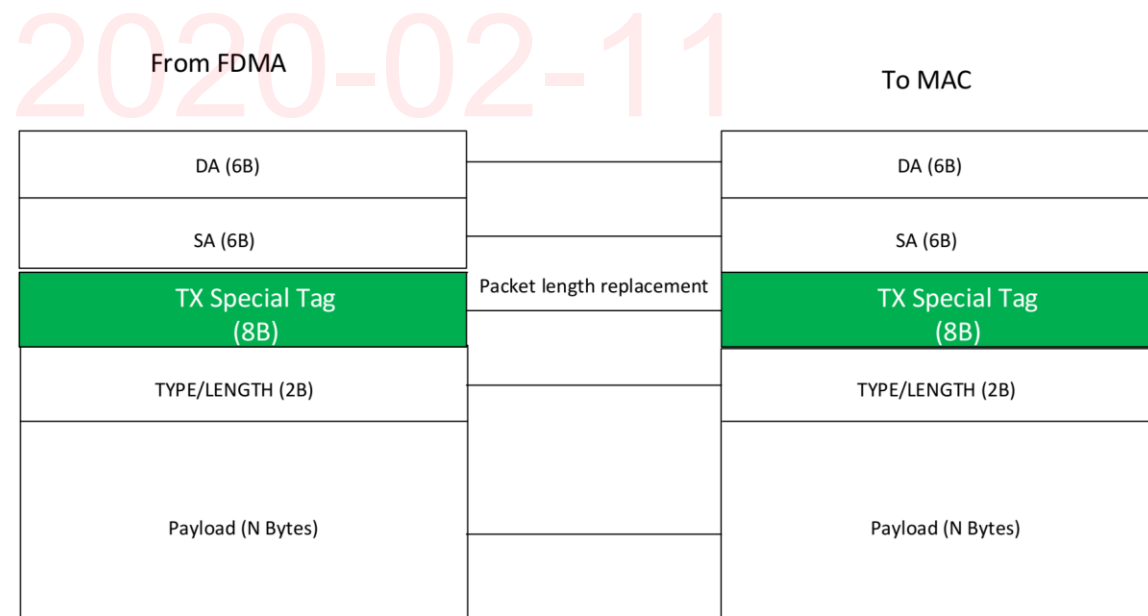 2020-02-11
From FDMA
To MAC
DA (6B)
DA (6B)
SA (6B)
SA (6B)
TX Special Tag
(8B)
Packet length replacement
TX Special Tag
(8B)
TYPE/LENGTH (2B)
TYPE/LENGTH (2B)
Payload (N Bytes)
Payload (N Bytes)